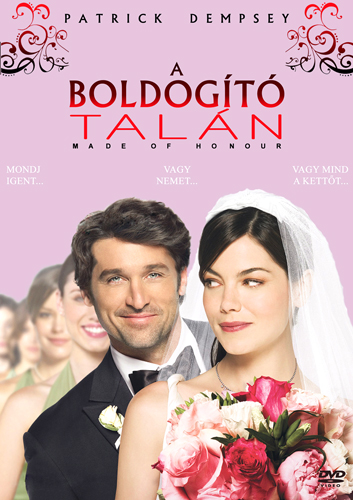 PATRICK DEMPSEY
A
BOLDOGÍTÓ
TALÁN
MADE OF HONOUR
MONDJ
IGENT...
VAGY
NEMET...
VAGY MIND
A KETTŐT...
DVD
VIDEO